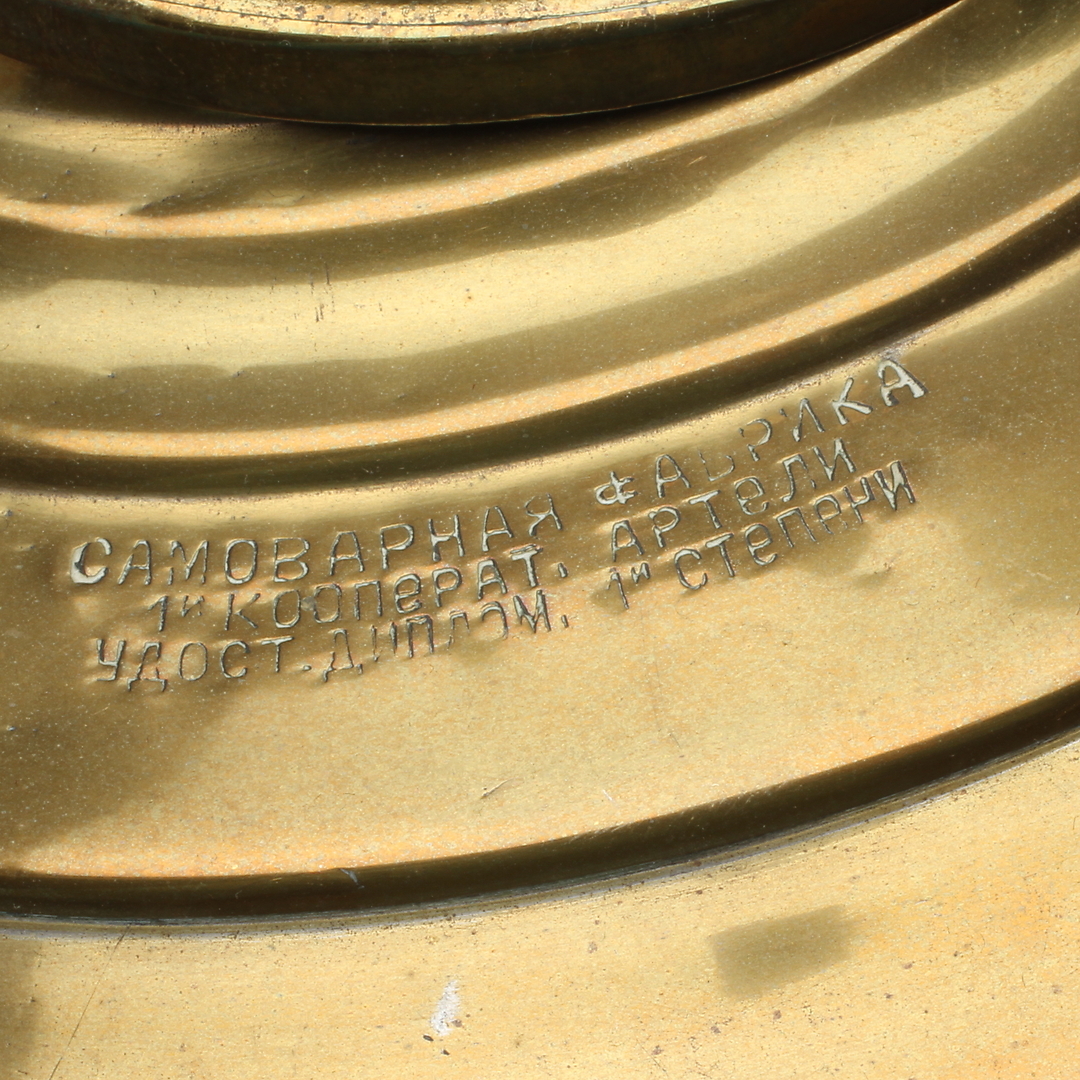 САМОВАРНАЯ ФАБРИКА
1й КООПЕРАТ. АРТЕЛИ
УДОСТ. ДИПЛОМ. 1й СТЕПЕНИ